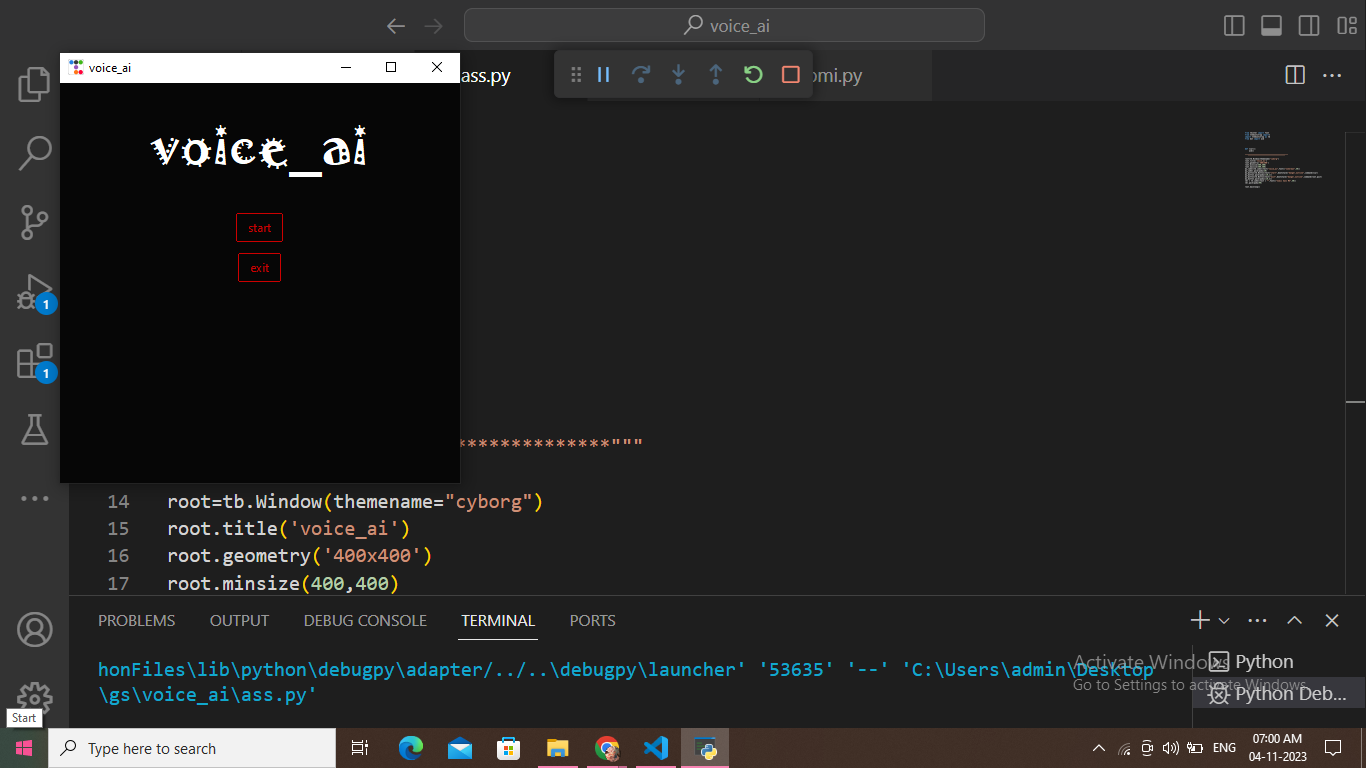 voice_ai
voice_ai
ass.py
omi.py
voice_ai
start
exit
**************"""
14 root=tb.Window(themename="cyborg")
15 root.title('voice_ai')
16 root.geometry('400x400')
17 root.minsize(400,400)
1
1
PROBLEMS OUTPUT DEBUG CONSOLE TERMINAL PORTS
honFiles\lib\python\debugpy\adapter/../..\debugpy\launcher' '53635' '--' 'C:\Users\admin\Desktop
\gs\voice_ai\ass.py'
Python
Python Deb...
Activate Windows
Go to Settings to activate Windows.
Start
Type here to search
ENG
07:00 AM
04-11-2023